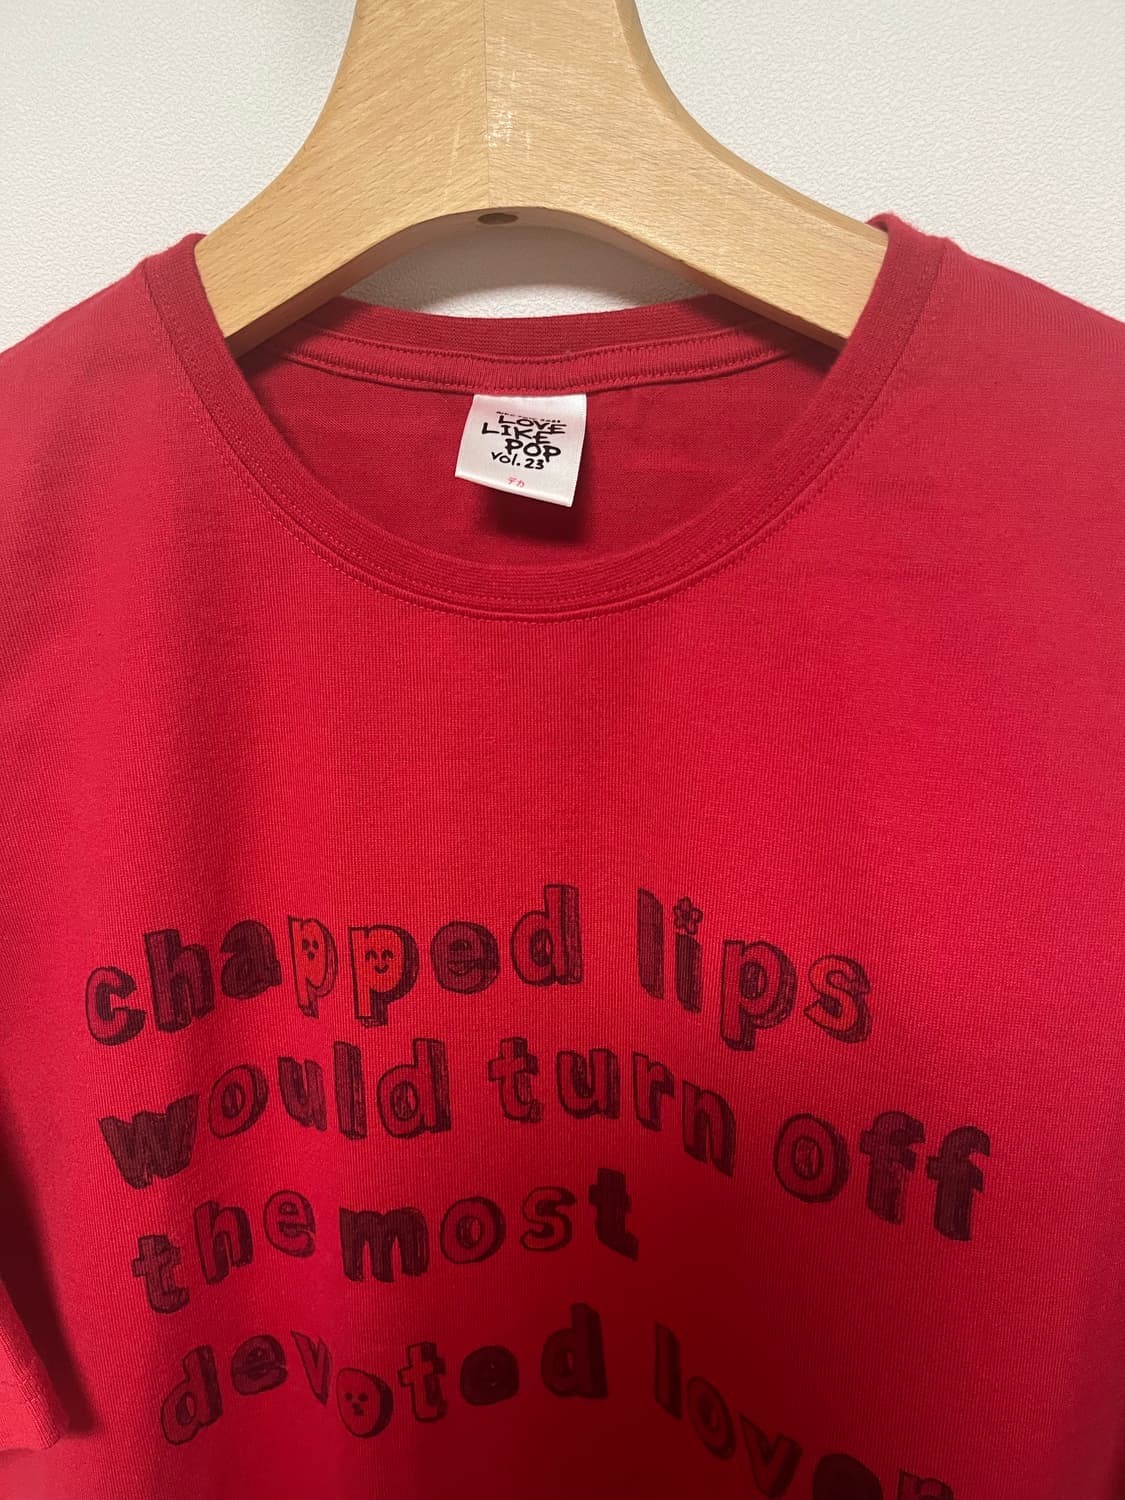 LOVE
LIKE
POP
vol. 23
デカ
chapped lips
would turn off
the most
devoted lover